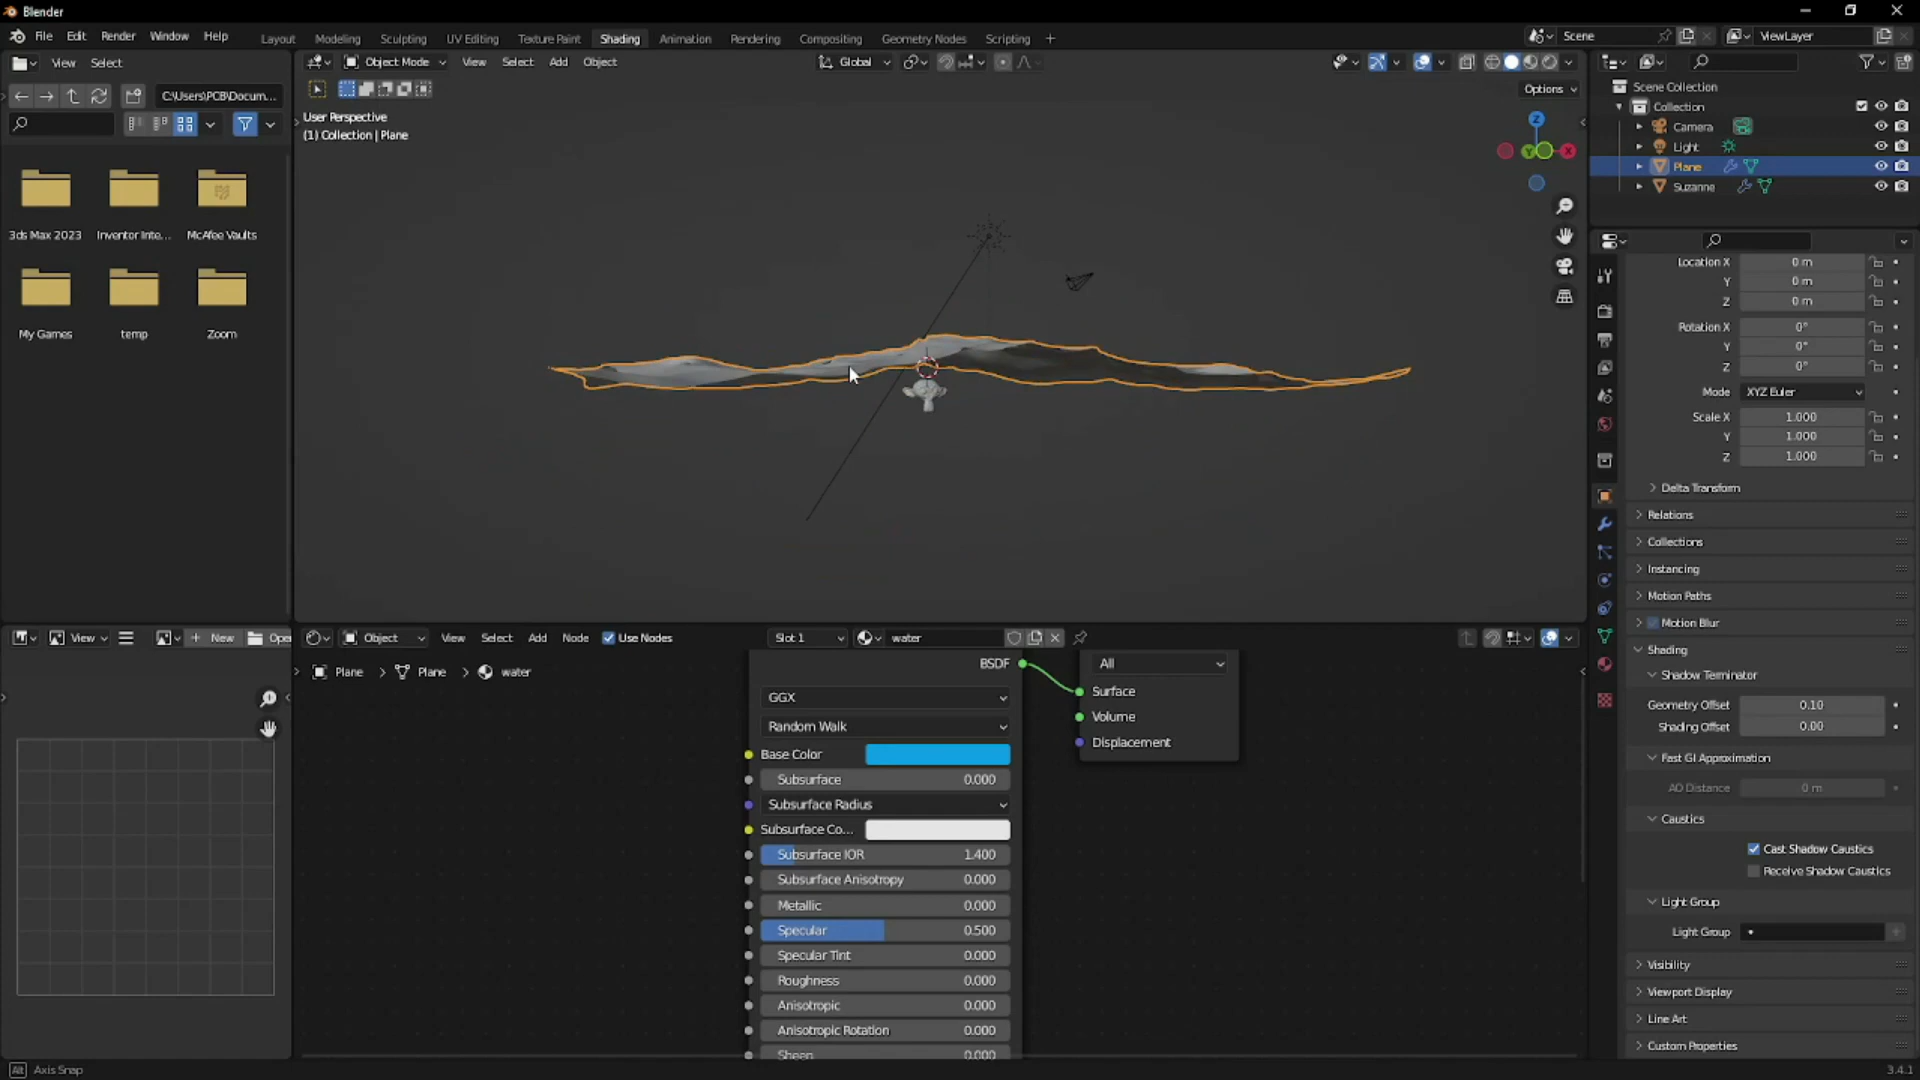 Blender
File Edit Render Window Help
Layout Modeling Sculpting UV Editing Texture Paint Shading Animation Rendering Compositing Geometry Nodes Scripting +
Scene
ViewLayer
View Select
Object Mode View Select Add Object
Global
C:\Users\PCB\Docum...
Options
User Perspective
(1) Collection | Plane
Z
Y
X
3ds Max 2023
Inventor Inte...
McAfee Vaults
My Games
temp
Zoom
Scene Collection
Collection
Camera
Light
Plane
Suzanne
Location X 0 m
Y 0 m
Z 0 m
Rotation X 0°
Y 0°
Z 0°
Mode XYZ Euler
Scale X 1.000
Y 1.000
Z 1.000
Delta Transform
Relations
Collections
Instancing
Motion Paths
Motion Blur
Shading
Shadow Terminator
Geometry Offset 0.10
Shading Offset 0.00
Fast GI Approximation
AO Distance 0 m
Caustics
Cast Shadow Caustics
Receive Shadow Caustics
Light Group
Light Group
Visibility
Viewport Display
Line Art
Custom Properties
View + New Open
Object View Select Add Node Use Nodes Slot 1 water
Plane > Plane > water
BSDF
GGX
Random Walk
Base Color
Subsurface 0.000
Subsurface Radius
Subsurface Co...
Subsurface IOR 1.400
Subsurface Anisotropy 0.000
Metallic 0.000
Specular 0.500
Specular Tint 0.000
Roughness 0.000
Anisotropic 0.000
Anisotropic Rotation 0.000
Sheen 0.000
All
Surface
Volume
Displacement
Alt Axis Snap
3.4.1